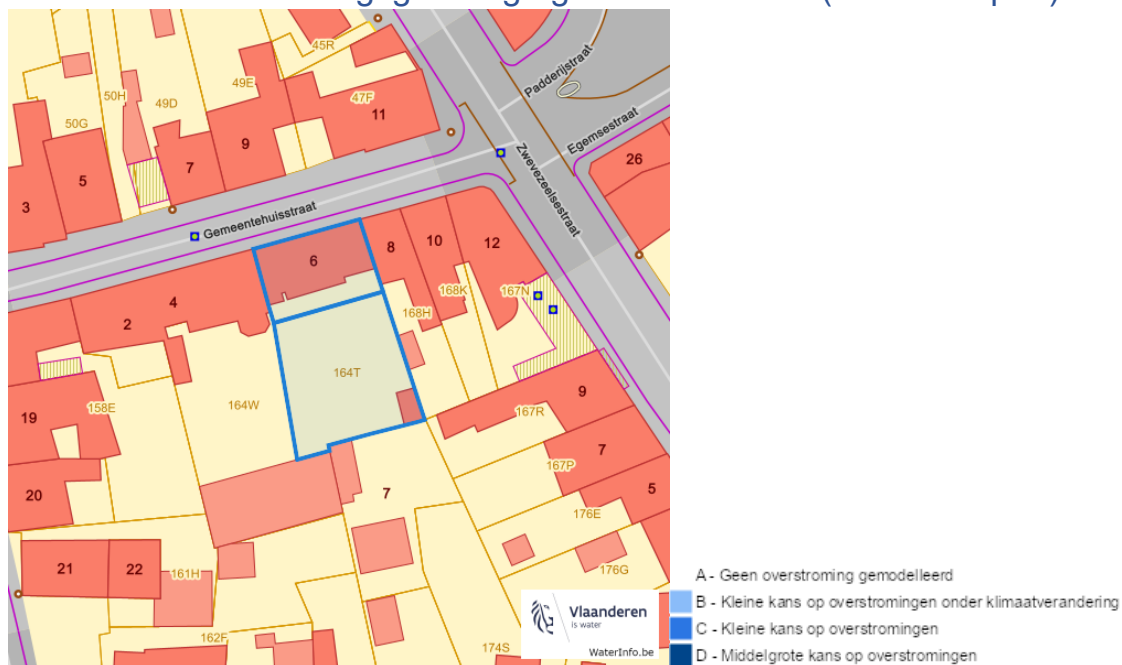 45R
50H
49D
49E
47F
50G
11
9
7
5
3
Padderijstraat
Egemsestraat
Zwevezeelsestraat
26
Gemeentehuisstraat
6
8
10
12
4
2
168K
167N
168H
164T
164W
158E
19
9
167R
7
167P
20
7
5
176E
21
22
161H
176G
162F
174S
Vlaanderen
is water
WaterInfo.be
A - Geen overstroming gemodelleerd
B - Kleine kans op overstromingen onder klimaatverandering
C - Kleine kans op overstromingen
D - Middelgrote kans op overstromingen